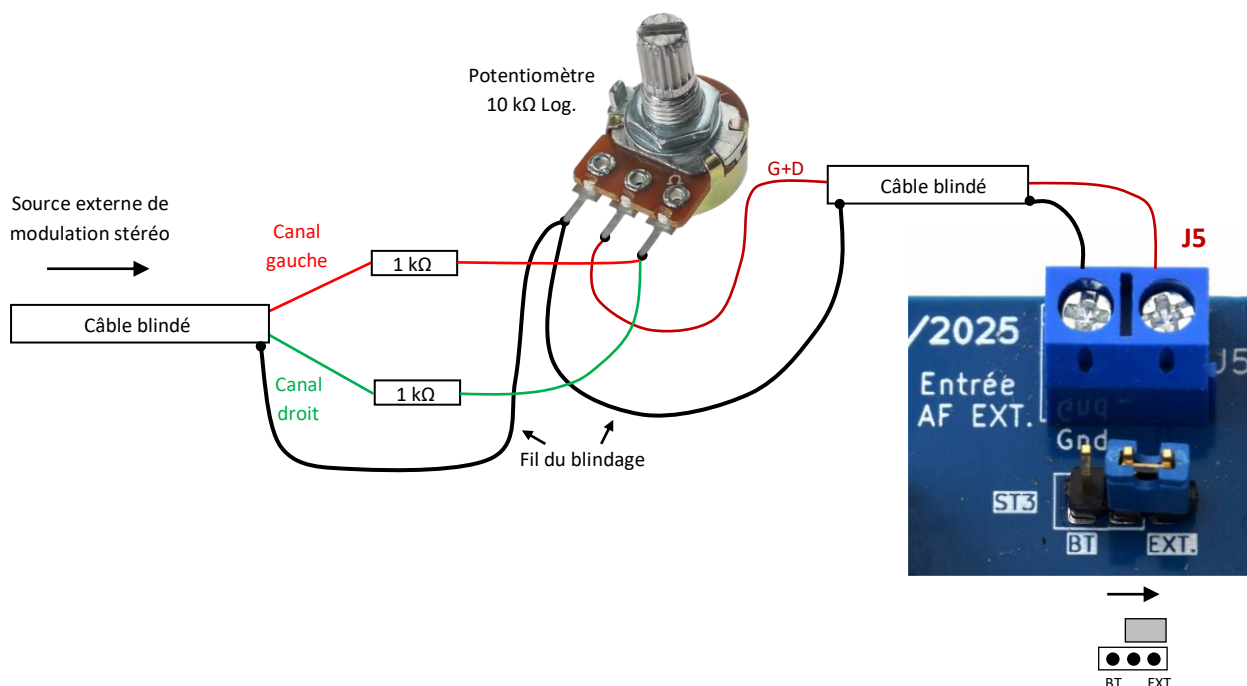 Potentiomètre
10 kΩ Log.
G+D
Câble blindé
Source externe de
modulation stéréo
Canal
gauche
1 kΩ
J5
Câble blindé
/2025
J5
Entrée
AF EXT.
Canal
droit
1 kΩ
Gnd
Fil du blindage
ST3
BT
EXT.
BT
EXT